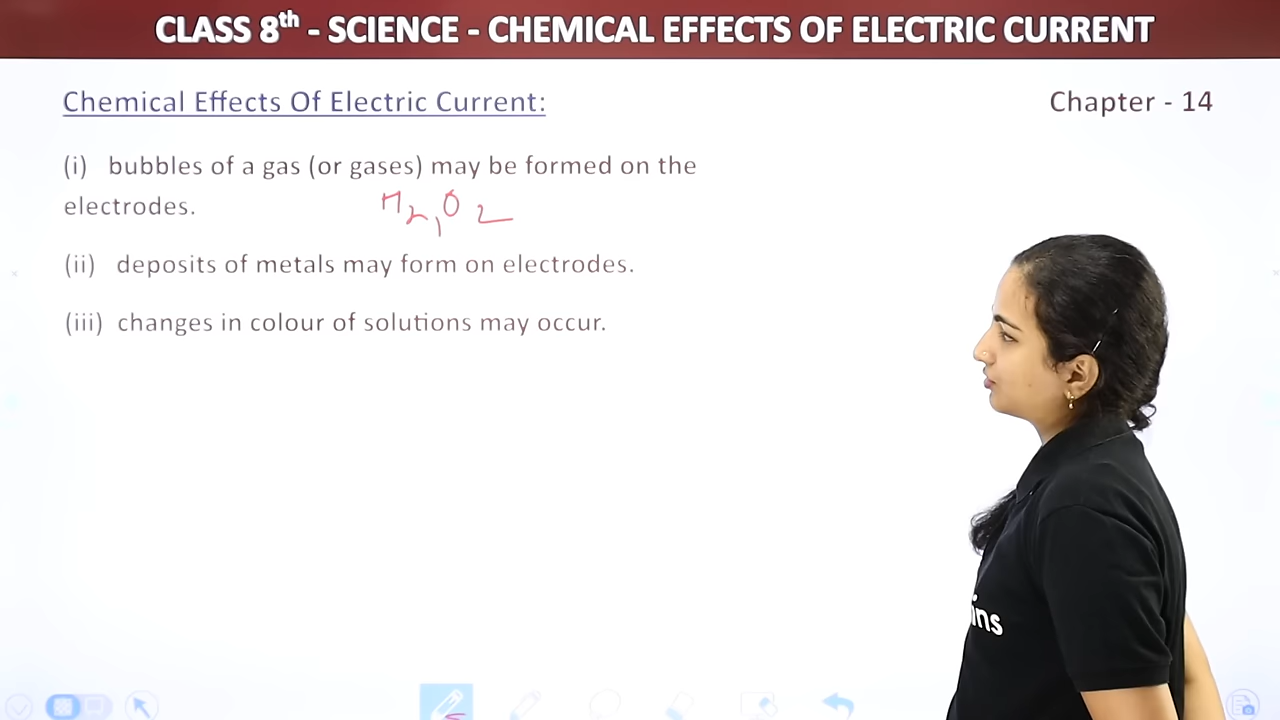 CLASS 8th - SCIENCE - CHEMICAL EFFECTS OF ELECTRIC CURRENT
Chemical Effects Of Electric Current:
Chapter - 14
(i) bubbles of a gas (or gases) may be formed on the
electrodes.
H2, O2
(ii) deposits of metals may form on electrodes.
(iii) changes in colour of solutions may occur.